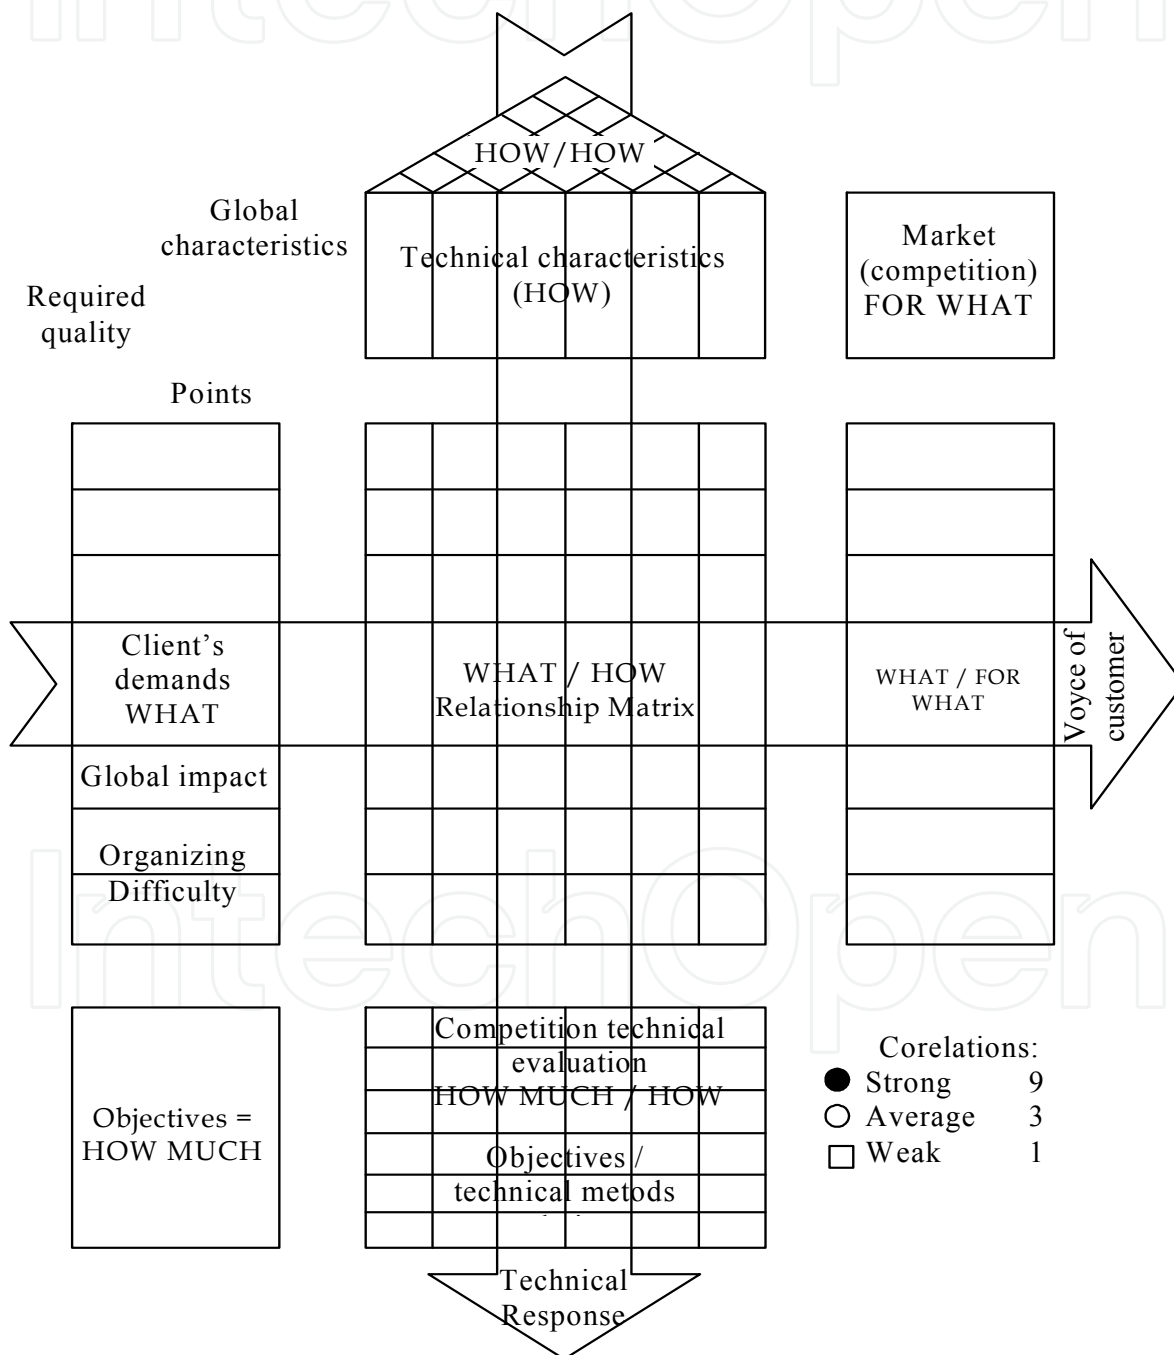 IntechOpen
HOW/HOW
Global
characteristics
Technical characteristics
(HOW)
Market
(competition)
FOR WHAT
Required
quality
Points
Client's
demands
WHAT
WHAT / HOW
Relationship Matrix
WHAT / FOR
WHAT
Voyce of
customer
Global impact
Organizing
Difficulty
IntechOpen
Objectives =
HOW MUCH
Competition technical
evaluation
HOW MUCH / HOW
Objectives /
technical metods
Corelations:
Strong 9
Average 3
Weak 1
Technical
Response